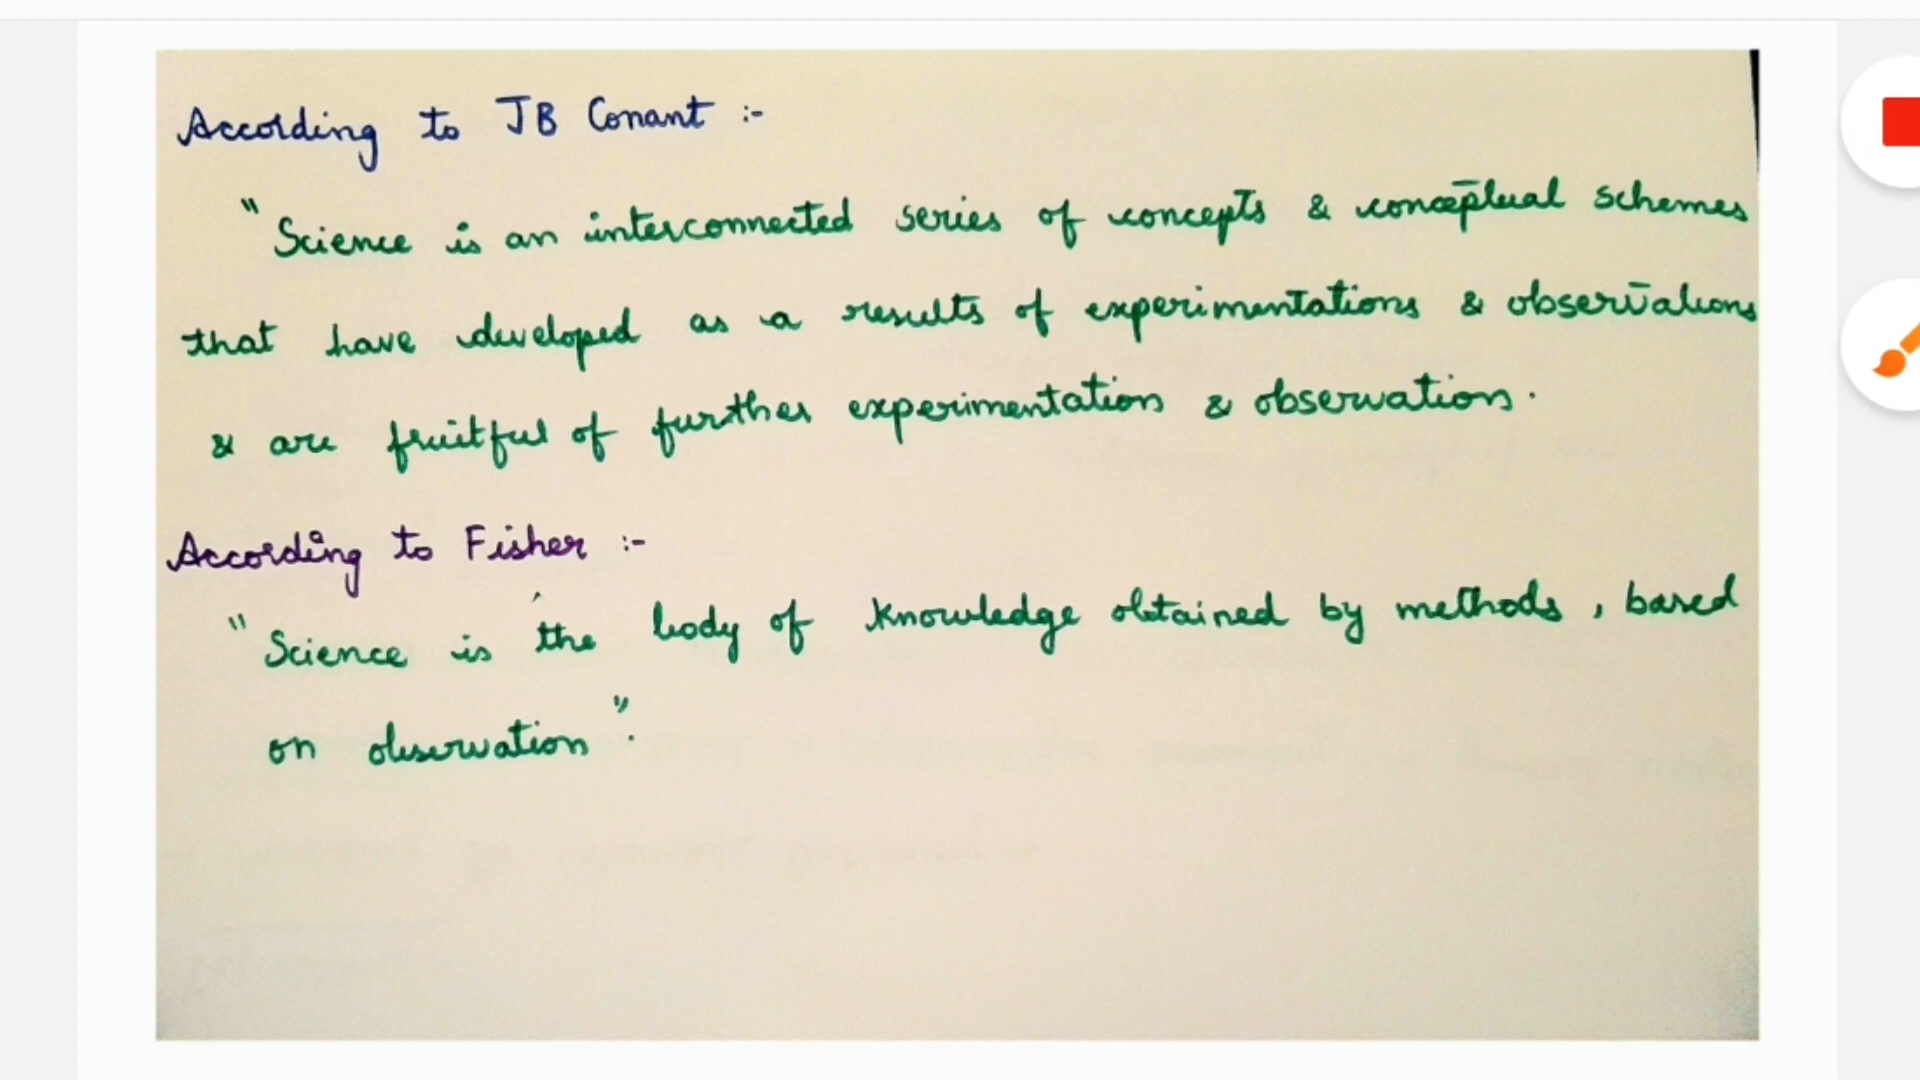 According to JB Conant :-
"Science is an interconnected series of concepts & conceptual schemes
that have developed as a results of experimentations & observations
& are fruitful of further experimentation & observation.
According to Fisher :-
"Science is the body of knowledge obtained by methods, based
on observation".